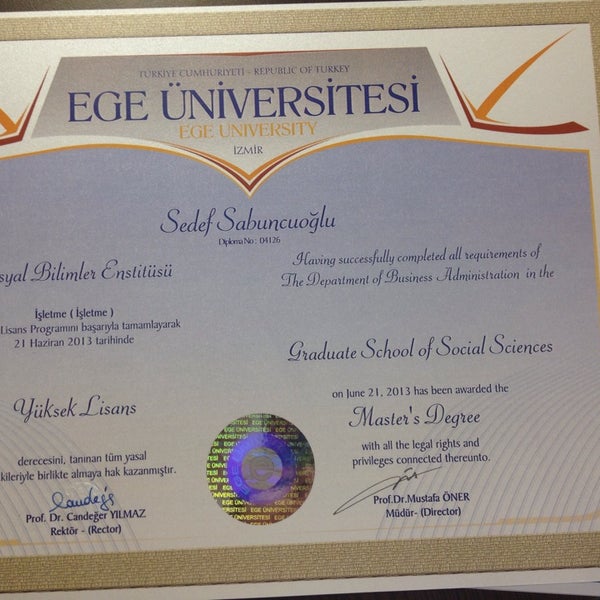 TÜRKİYE CUMHURİYETİ - REPUBLIC OF TURKEY
EGE ÜNİVERSİTESİ
EGE UNIVERSITY
İZMİR
Sedef Sabuncuoğlu
Diploma No : 04126
syal Bilimler Enstitüsü
İşletme ( İşletme )
Lisans Programını başarıyla tamamlayarak
21 Haziran 2013 tarihinde
Yüksek Lisans
derecesini, tanınan tüm yasal
kileriyle birlikte almaya hak kazanmıştır.
Prof. Dr. Candeğer YILMAZ
Rektör - (Rector)
Having successfully completed all requirements of
The Department of Business Administration in the
Graduate School of Social Sciences
on June 21, 2013 has been awarded the
Master's Degree
with all the legal rights and
privileges connected thereunto.
Prof.Dr.Mustafa ÖNER
Müdür- (Director)
EGE ÜNİVERSİTESİ